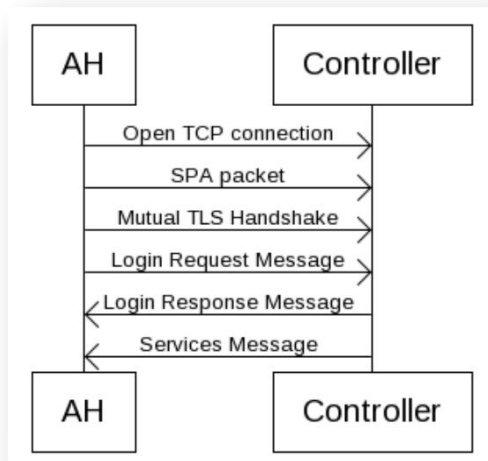 AH
Controller
Open TCP connection
SPA packet
Mutual TLS Handshake
Login Request Message
Login Response Message
Services Message
AH
Controller